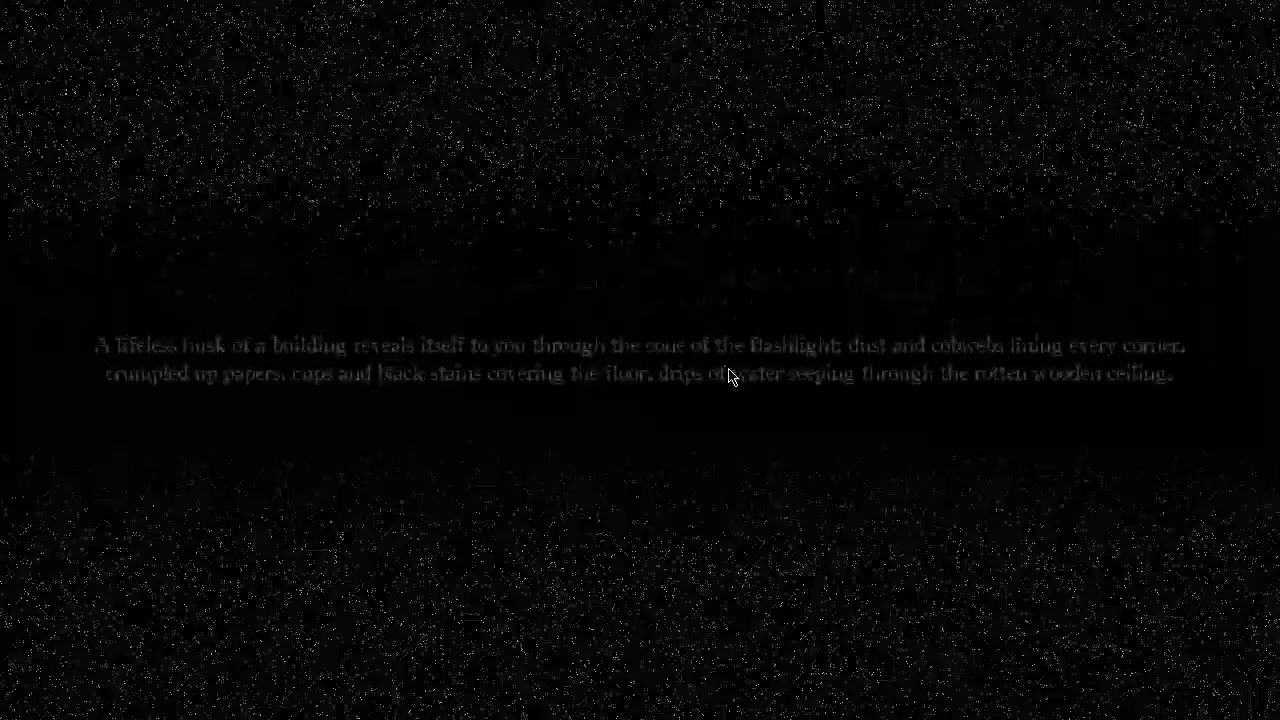 A lifeless husk of a building reveals itself to you through the cone of the flashlight; dust and cobwebs lining every corner,
crumpled up papers, cups and black stains covering the floor, drips of water seeping through the rotten wooden ceiling.